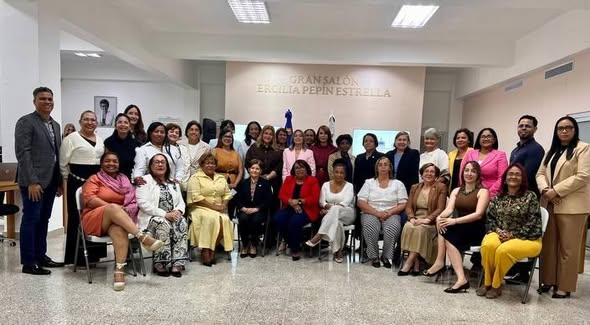 GRAN SALÓN
ERCILIA PEPÍN ESTRELLA